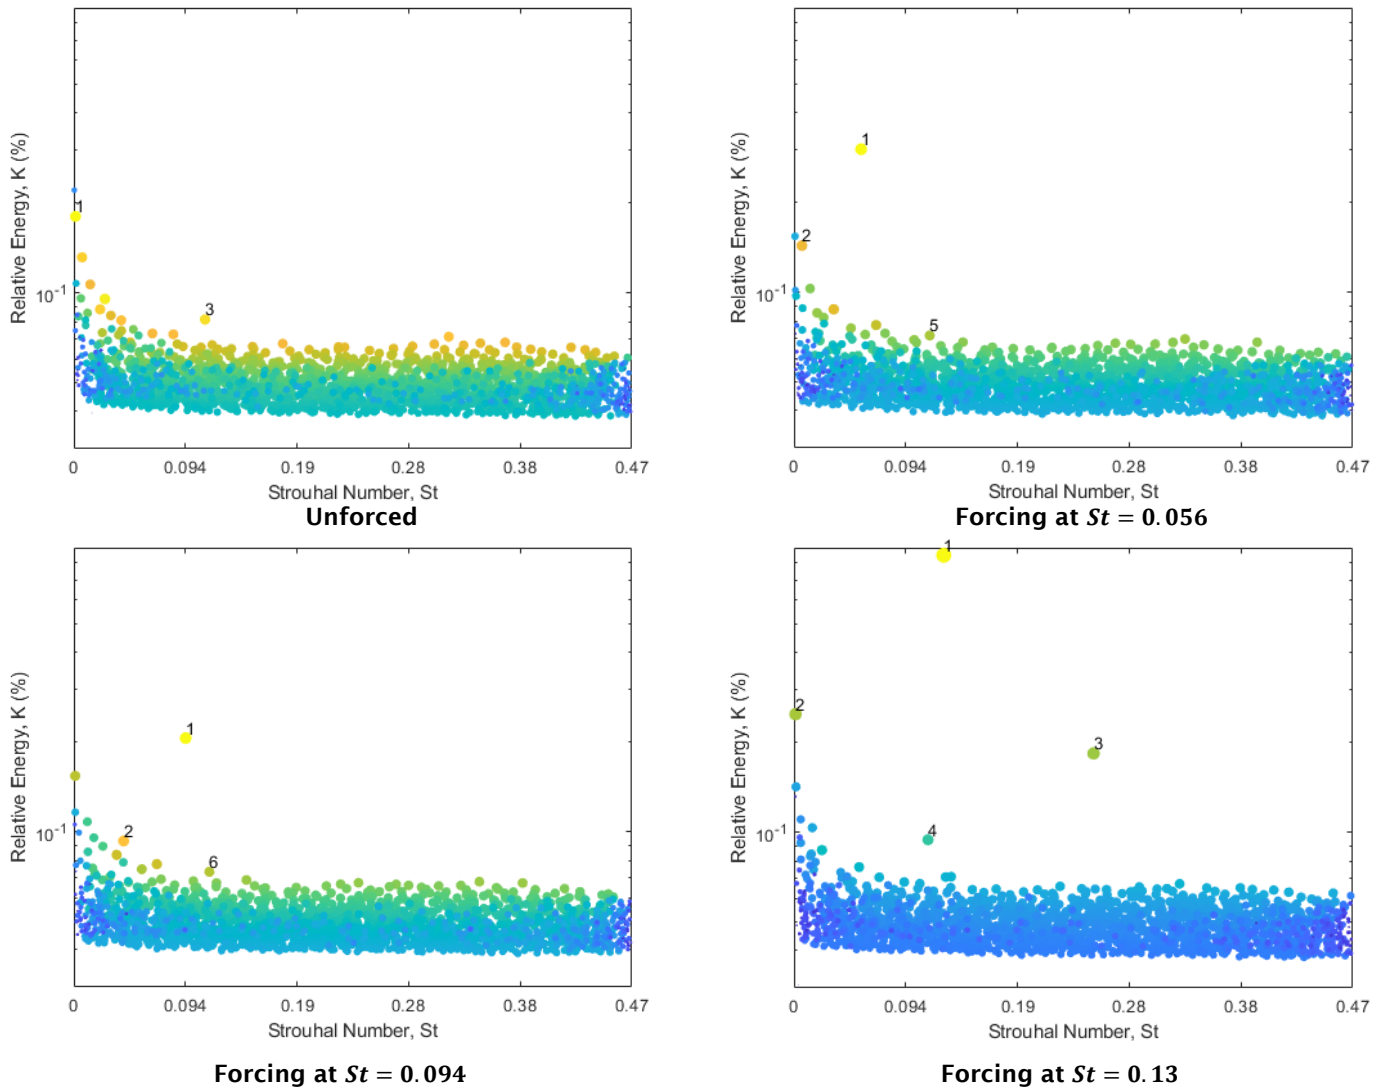 Relative Energy, K (%)
10-1
1
3
0 0.094 0.19 0.28 0.38 0.47
Strouhal Number, St
Unforced
Relative Energy, K (%)
10-1
1
2
5
0 0.094 0.19 0.28 0.38 0.47
Strouhal Number, St
Forcing at St = 0.056
Relative Energy, K (%)
10-1
1
2
6
0 0.094 0.19 0.28 0.38 0.47
Strouhal Number, St
Forcing at St = 0.094
Relative Energy, K (%)
10-1
1
2
3
4
0 0.094 0.19 0.28 0.38 0.47
Strouhal Number, St
Forcing at St = 0.13